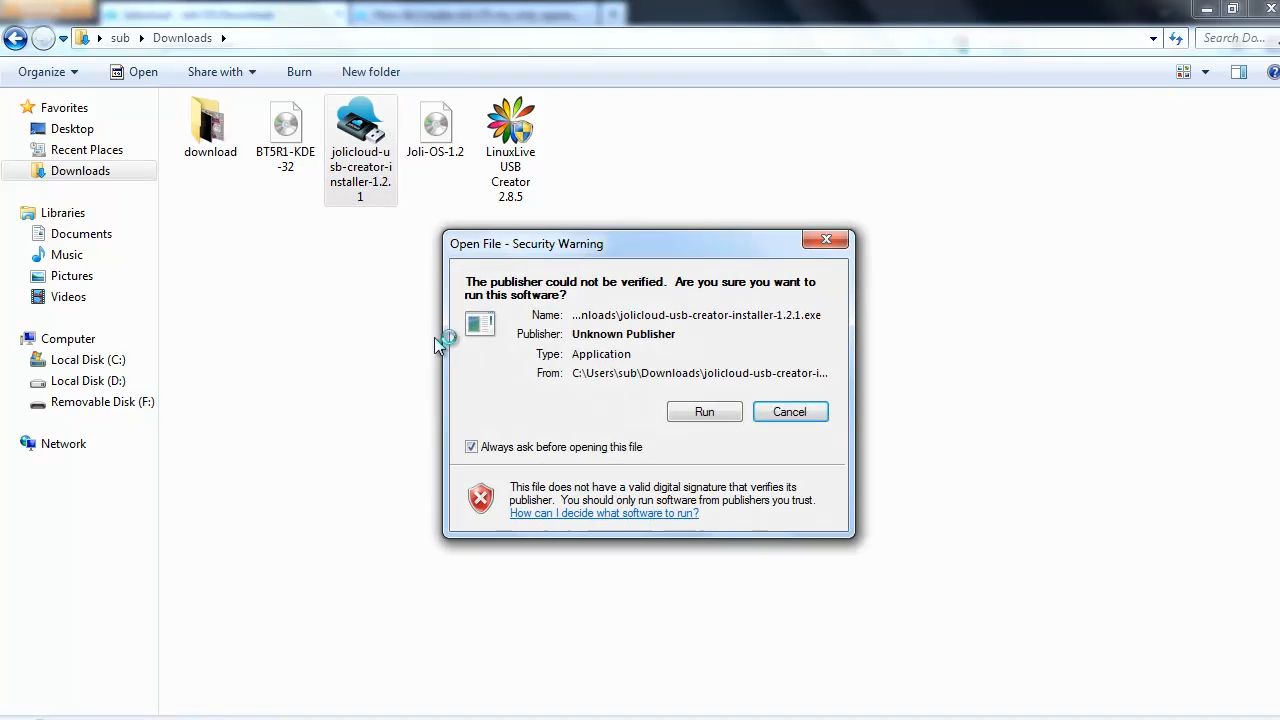 sub Downloads Search Do...
Organize Open Share with Burn New folder
Favorites
Desktop
Recent Places
Downloads
Libraries
Documents
Music
Pictures
Videos
Computer
Local Disk (C:)
Local Disk (D:)
Removable Disk (F:)
Network
download
BT5R1-KDE
-32
jolicloud-u
sb-creator-i
nstaller-1.2.
1
Joli-OS-1.2
LinuxLive
USB
Creator
2.8.5
Open File - Security Warning
The publisher could not be verified. Are you sure you want to
run this software?
Name: ...nloads\jolicloud-usb-creator-installer-1.2.1.exe
Publisher: Unknown Publisher
Type: Application
From: C:\Users\sub\Downloads\jolicloud-usb-creator-i...
Run Cancel
Always ask before opening this file
This file does not have a valid digital signature that verifies its
publisher. You should only run software from publishers you trust.
How can I decide what software to run?